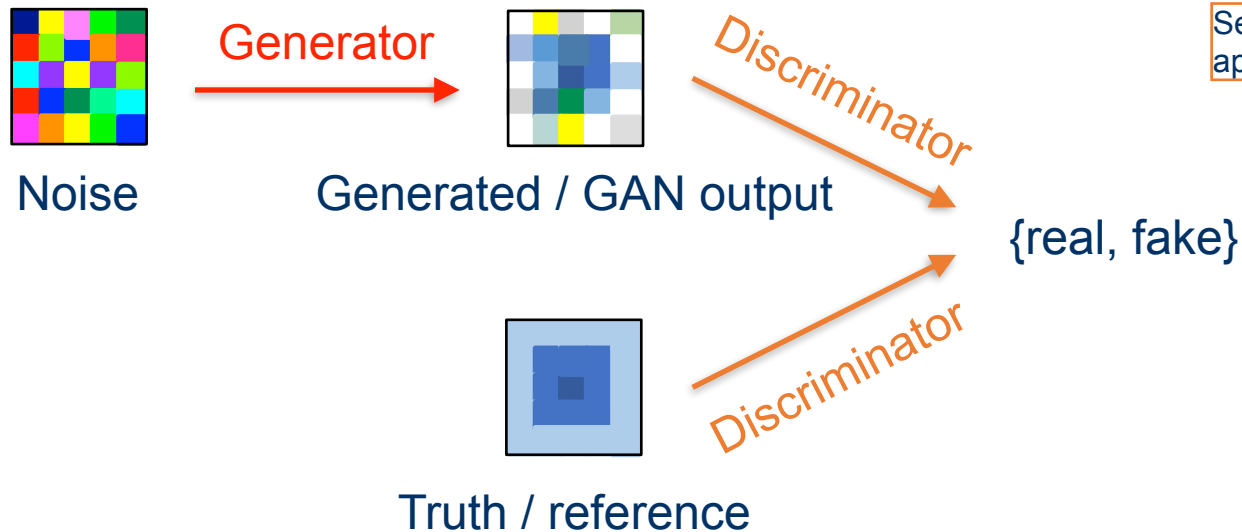 Generator
Discriminator
Noise
Generated / GAN output
{real, fake}
Discriminator
Truth / reference